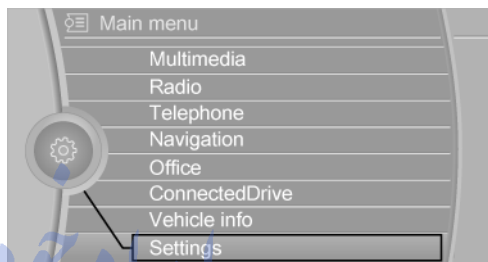 Main menu
Multimedia
Radio
Telephone
Navigation
Office
ConnectedDrive
Vehicle info
Settings